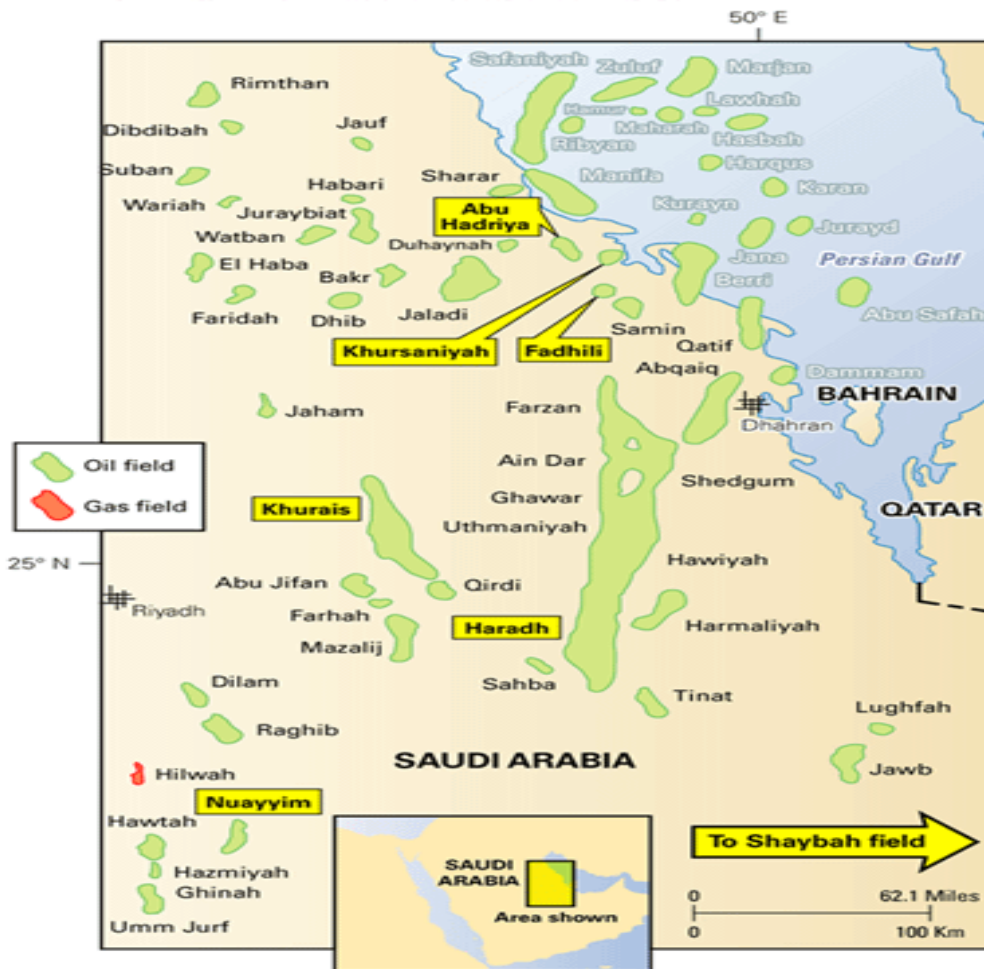 50° E
Safaniyah
Zuluf
Marjan
Rimthan
Hamur
Lawhah
Dibdibah
Jauf
Maharah
Hasbah
Ribyan
Suban
Harqus
Habari
Sharar
Manifa
Karan
Wariah
Juraybiat
Abu
Hadriya
Kurayn
Jurayd
Watban
Duhaynah
El Haba
Bakr
Jana
Persian Gulf
Berri
Faridah
Dhib
Jaladi
Samin
Abu Safah
Khursaniyah
Fadhili
Qatif
Abqaiq
Dammam
BAHRAIN
Jaham
Farzan
Dhahran
Oil field
Gas field
Ain Dar
Shedgum
Khurais
Ghawar
QATAR
Uthmaniyah
25° N
Hawiyah
Abu Jifan
Qirdi
Riyadh
Farhah
Haradh
Harmaliyah
Mazalij
Sahba
Dilam
Tinat
Raghib
Lughfah
SAUDI ARABIA
Jawb
Hilwah
Nuayyim
Hawtah
To Shaybah field
Hazmiyah
Ghinah
Umm Jurf
SAUDI
ARABIA
Area shown
0 62.1 Miles
0 100 Km